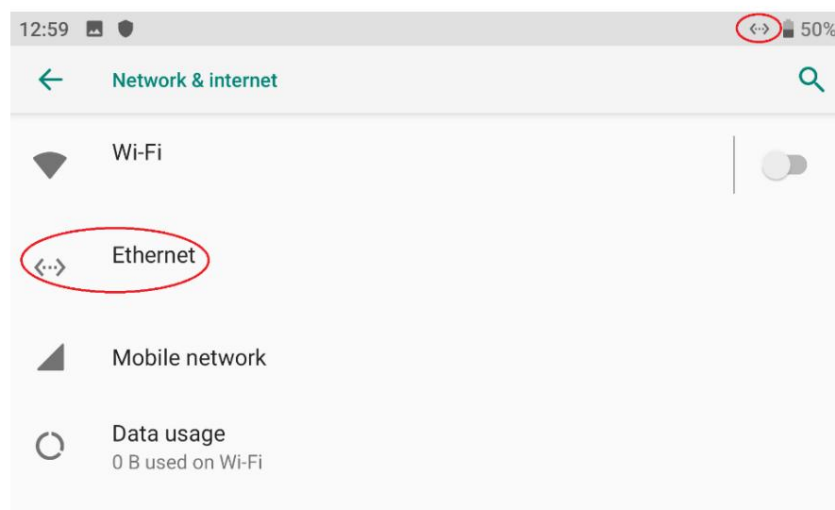 12:59 50%
Network & internet
Wi-Fi
Ethernet
Mobile network
Data usage
0 B used on Wi-Fi